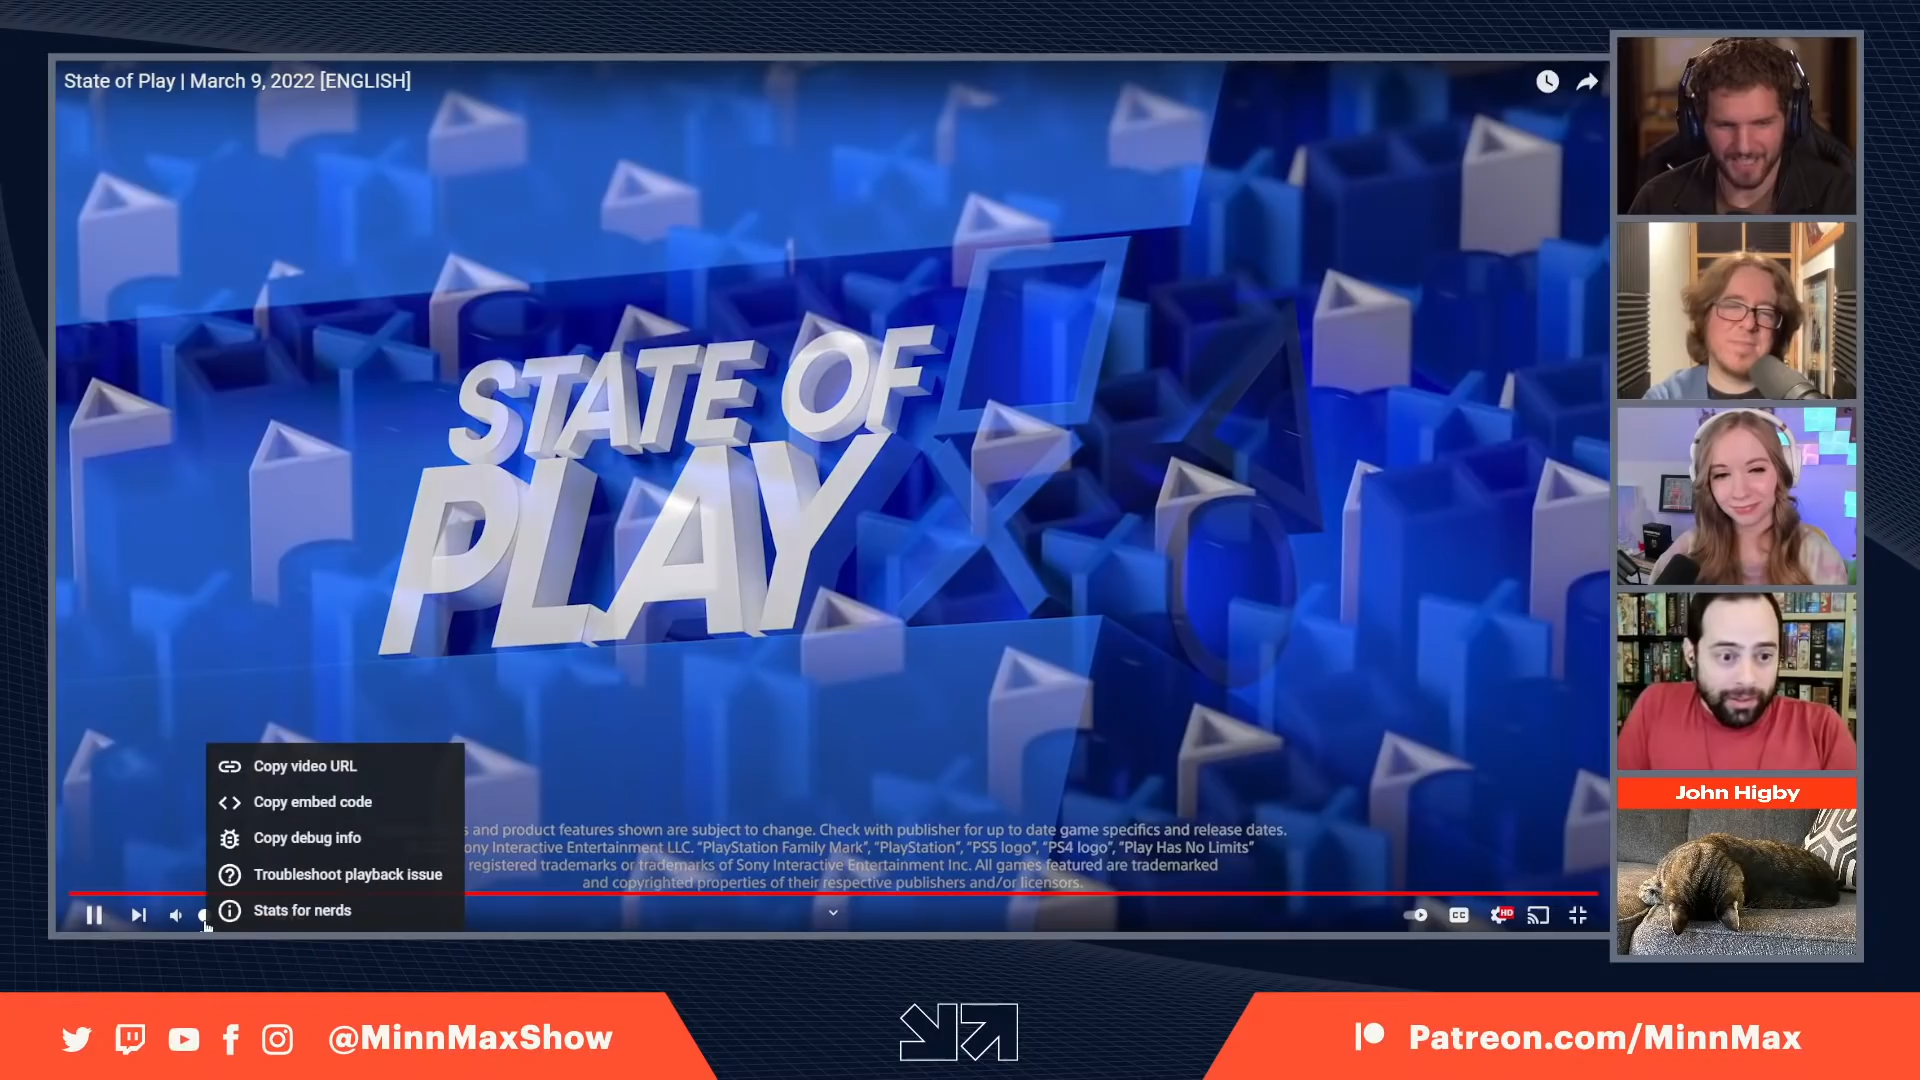 State of Play | March 9, 2022 [ENGLISH]
STATE OF
PLAY
Copy video URL
Copy embed code
Copy debug info
Troubleshoot playback issue
Stats for nerds
and product features shown are subject to change. Check with publisher for up to date game specifics and release dates.
Interactive Entertainment LLC. “PlayStation Family Mark”, “PlayStation”, “PS5 logo”, “PS4 logo”, “Play Has No Limits”
registered trademarks or trademarks of Sony Interactive Entertainment Inc. All games featured are trademarked
and copyrighted properties of their respective publishers and/or licensors.
CC
HD
John Higby
@MinnMaxShow
Patreon.com/MinnMax